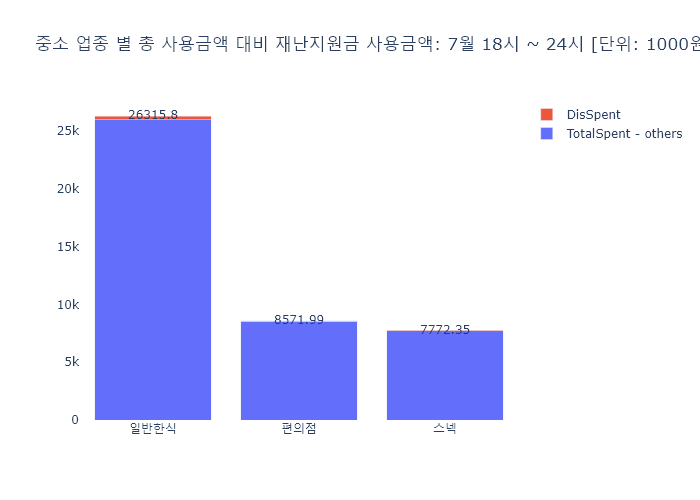 중소 업종 별 총 사용금액 대비 재난지원금 사용금액: 7월 18시 ~ 24시 [단위: 1000원
26315.8
DisSpent
TotalSpent - others
25k
20k
15k
10k
8571.99
7772.35
5k
0
일반한식
편의점
스넥